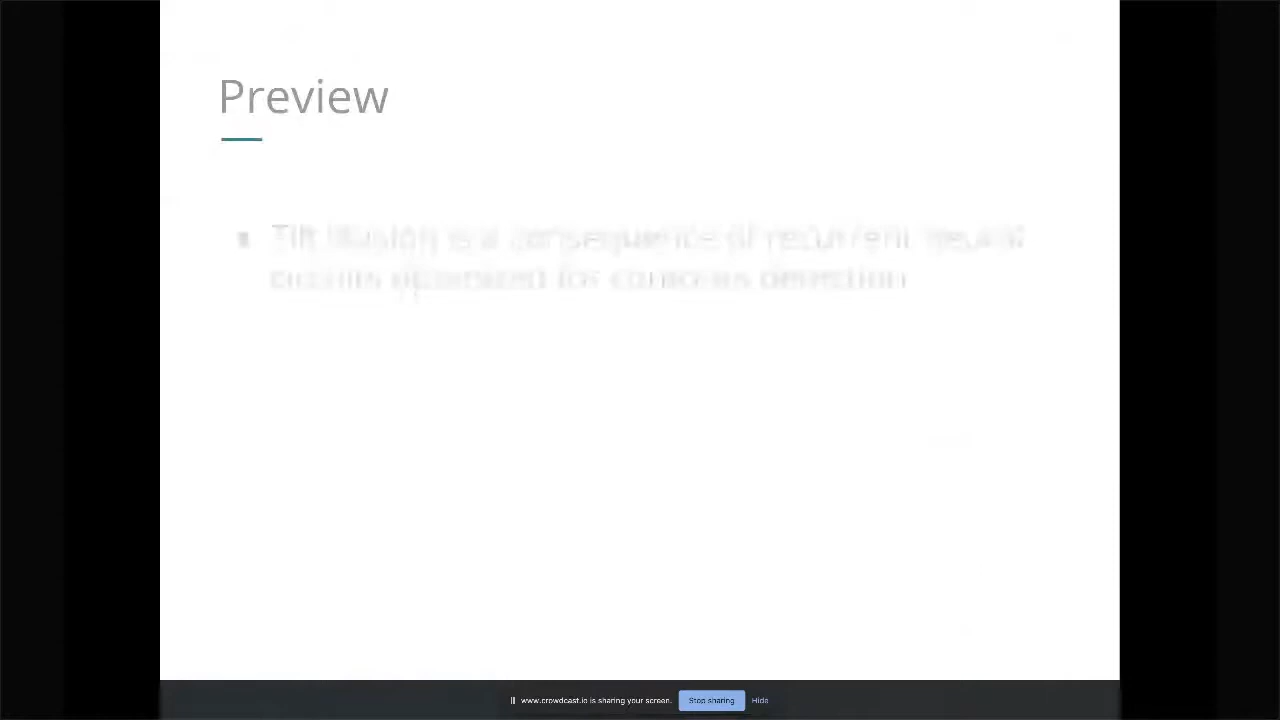 Preview
Tilt illusion is a consequence of recurrent neural
circuits optimized for contours detection
www.crowdcast.io is sharing your screen. Stop sharing Hide